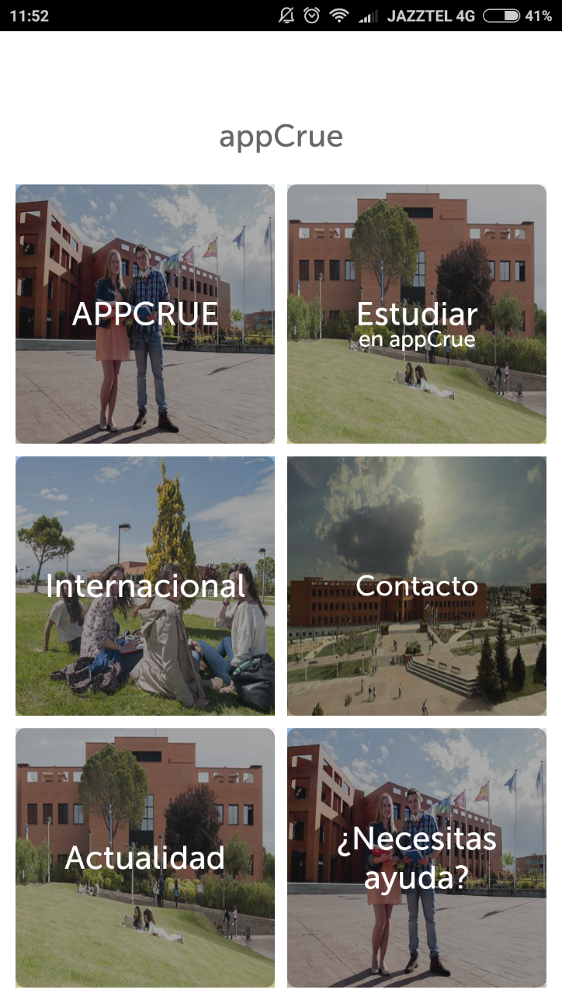 11:52 JAZZTEL 4G 41%
appCrue
APPCRUE
Estudiar
en appCrue
Internacional
Contacto
Actualidad
¿Necesitas
ayuda?